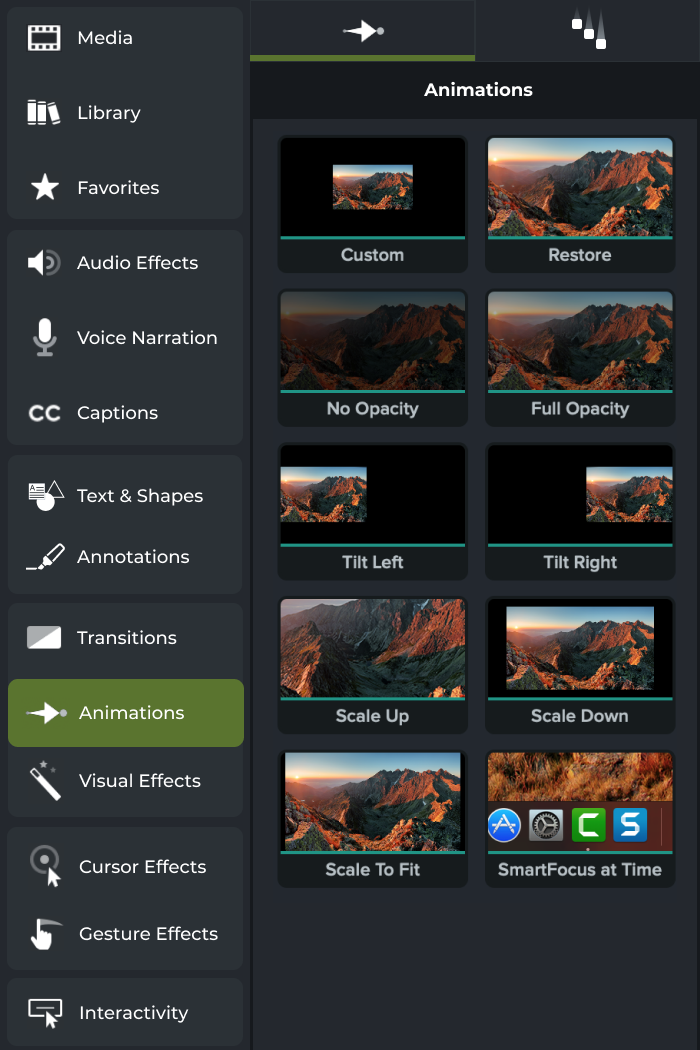 Media
Library
Favorites
Audio Effects
Voice Narration
CC
Captions
Text & Shapes
Annotations
Transitions
Animations
Visual Effects
Cursor Effects
Gesture Effects
Interactivity
Animations
Custom
Restore
No Opacity
Full Opacity
Tilt Left
Tilt Right
Scale Up
Scale Down
Scale To Fit
C
S
SmartFocus at Time